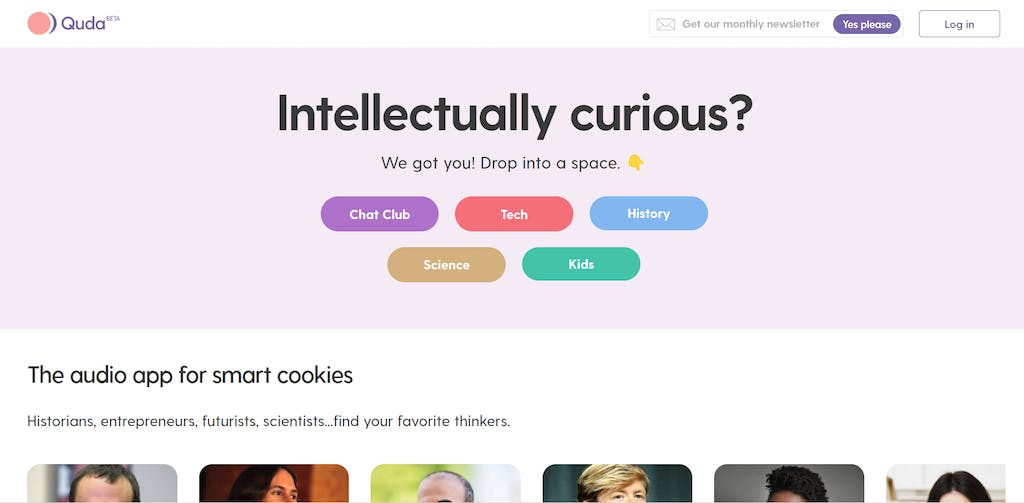 Quda BETA
Get our monthly newsletter
Yes please
Log in
Intellectually curious?
We got you! Drop into a space. 👇
Chat Club
Tech
History
Science
Kids
The audio app for smart cookies
Historians, entrepreneurs, futurists, scientists...find your favorite thinkers.